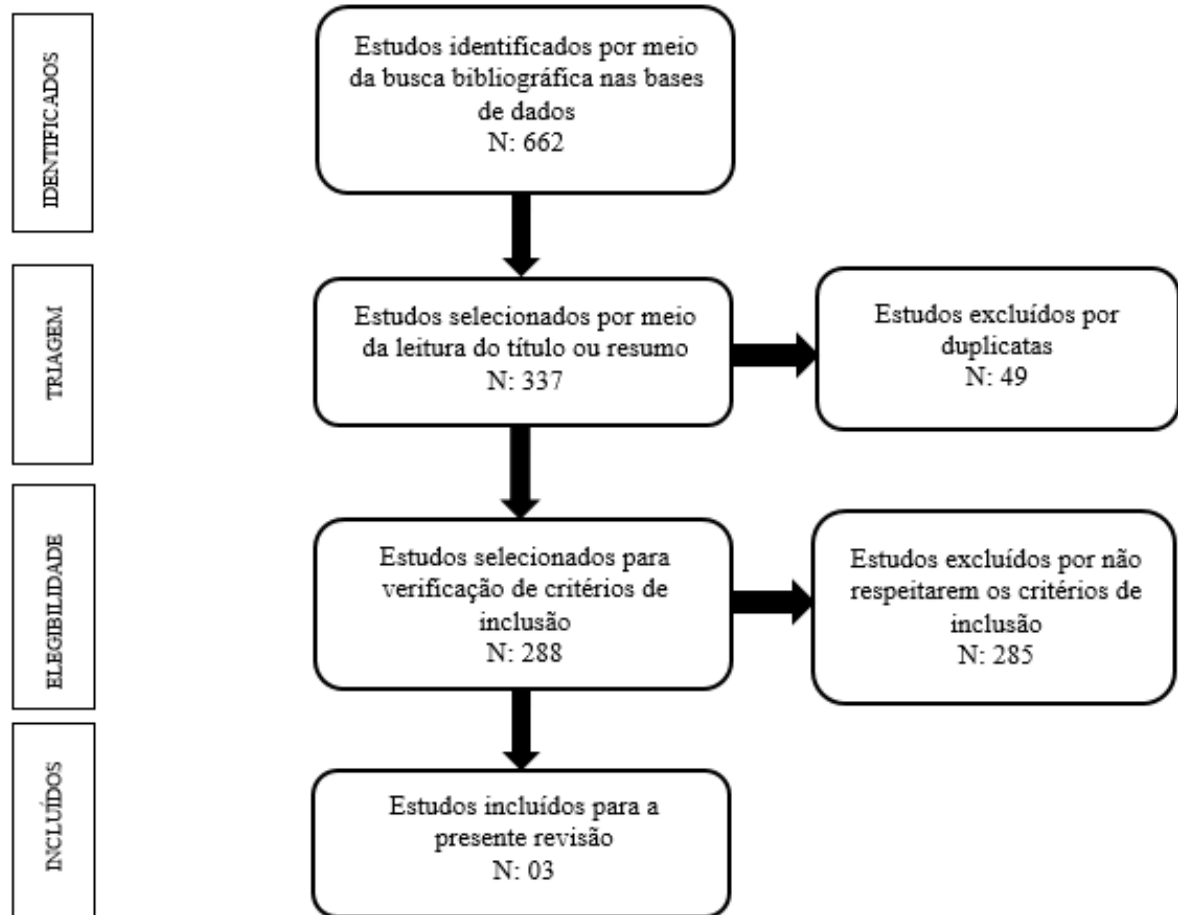 IDENTIFICADOS
Estudos identificados por meio
da busca bibliográfica nas bases
de dados
N: 662
TRIAGEM
Estudos selecionados por meio
da leitura do título ou resumo
N: 337
Estudos excluídos por
duplicatas
N: 49
ELEGIBILIDADE
Estudos selecionados para
verificação de critérios de
inclusão
N: 288
Estudos excluídos por não
respeitarem os critérios de
inclusão
N: 285
INCLUÍDOS
Estudos incluídos para a
presente revisão
N: 03